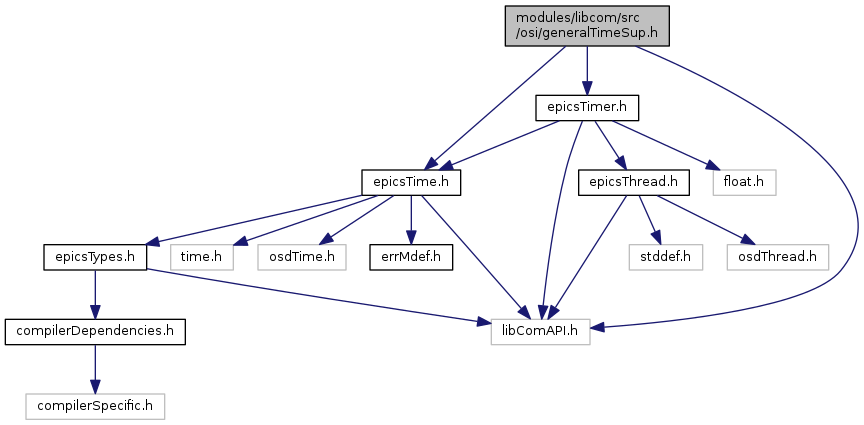 modules/libcom/src
/osi/generalTimeSup.h
epicsTimer.h
epicsTime.h
epicsThread.h
float.h
epicsTypes.h
time.h
osdTime.h
errMdef.h
stddef.h
osdThread.h
compilerDependencies.h
libComAPI.h
compilerSpecific.h